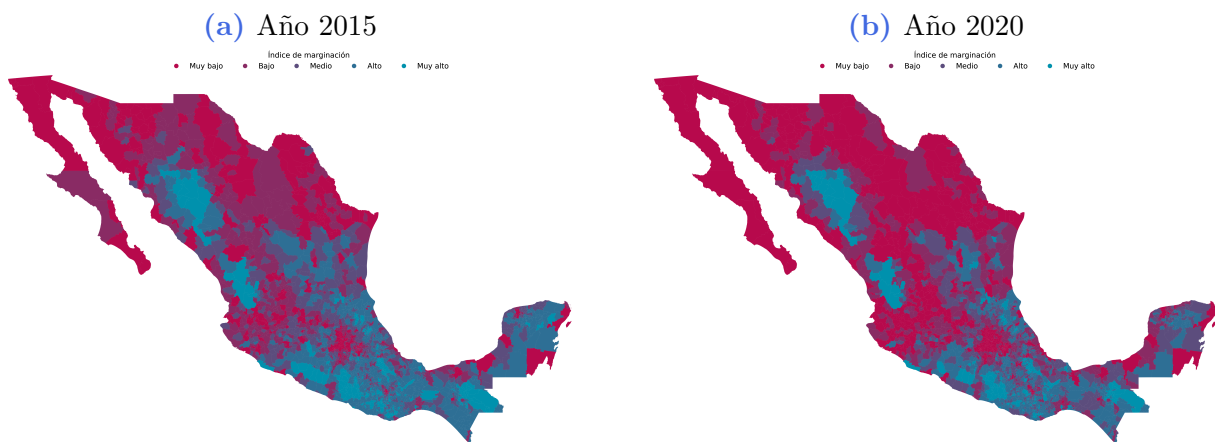 (a) Año 2015
Índice de marginación
Muy bajo Bajo Medio Alto Muy alto
(b) Año 2020
Índice de marginación
Muy bajo Bajo Medio Alto Muy alto